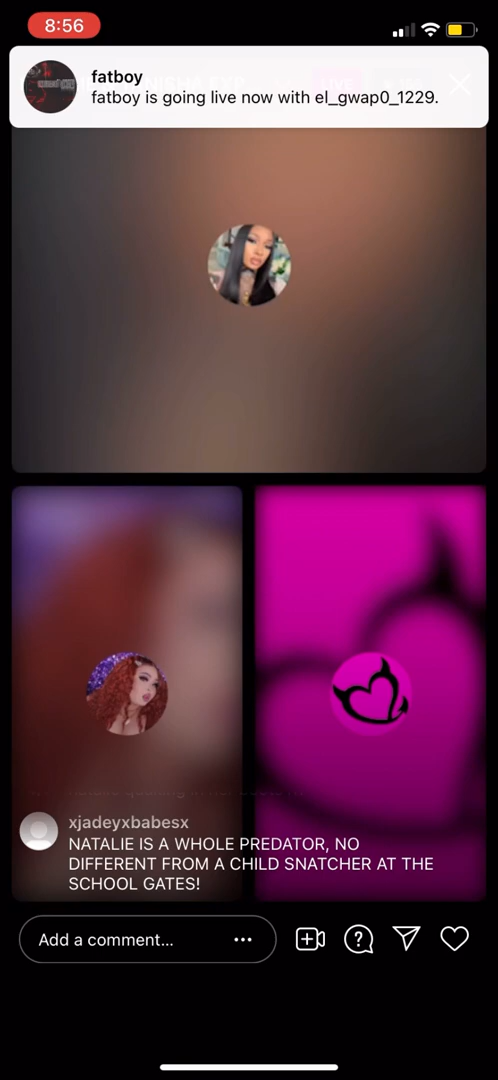 8:56
fatboy
fatboy is going live now with el_gwap0_1229.
xjadeyxbabesx
NATALIE IS A WHOLE PREDATOR, NO
DIFFERENT FROM A CHILD SNATCHER AT THE
SCHOOL GATES!
Add a comment...